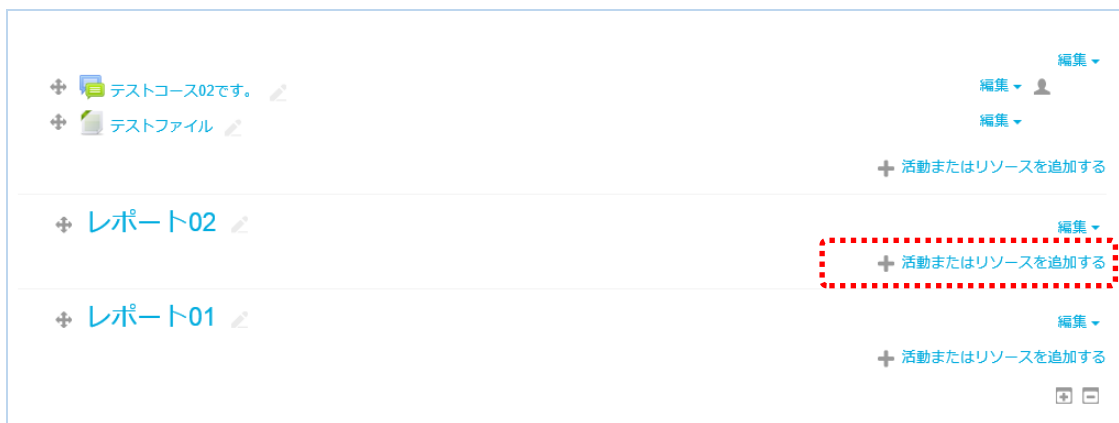 編集
テストコース02です。 編集
テストファイル 編集
活動またはリソースを追加する
レポート02 編集
活動またはリソースを追加する
レポート01 編集
活動またはリソースを追加する